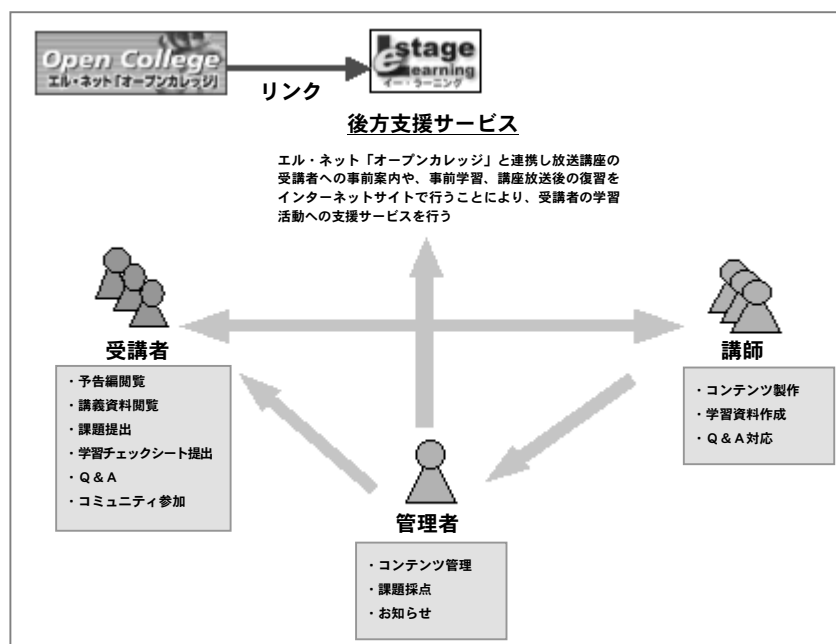 Open College
エル・ネット「オープンカレッジ」
リンク
e stage
Learning
イー・ラーニング
後方支援サービス
エル・ネット「オープンカレッジ」と連携し放送講座の
受講者への事前案内や、事前学習、講座放送後の復習を
インターネットサイトで行うことにより、受講者の学習
活動への支援サービスを行う
受講者
・予告編閲覧
・講義資料閲覧
・課題提出
・学習チェックシート提出
・Q＆A
・コミュニティ参加
講師
・コンテンツ製作
・学習資料作成
・Q＆A対応
管理者
・コンテンツ管理
・課題採点
・お知らせ